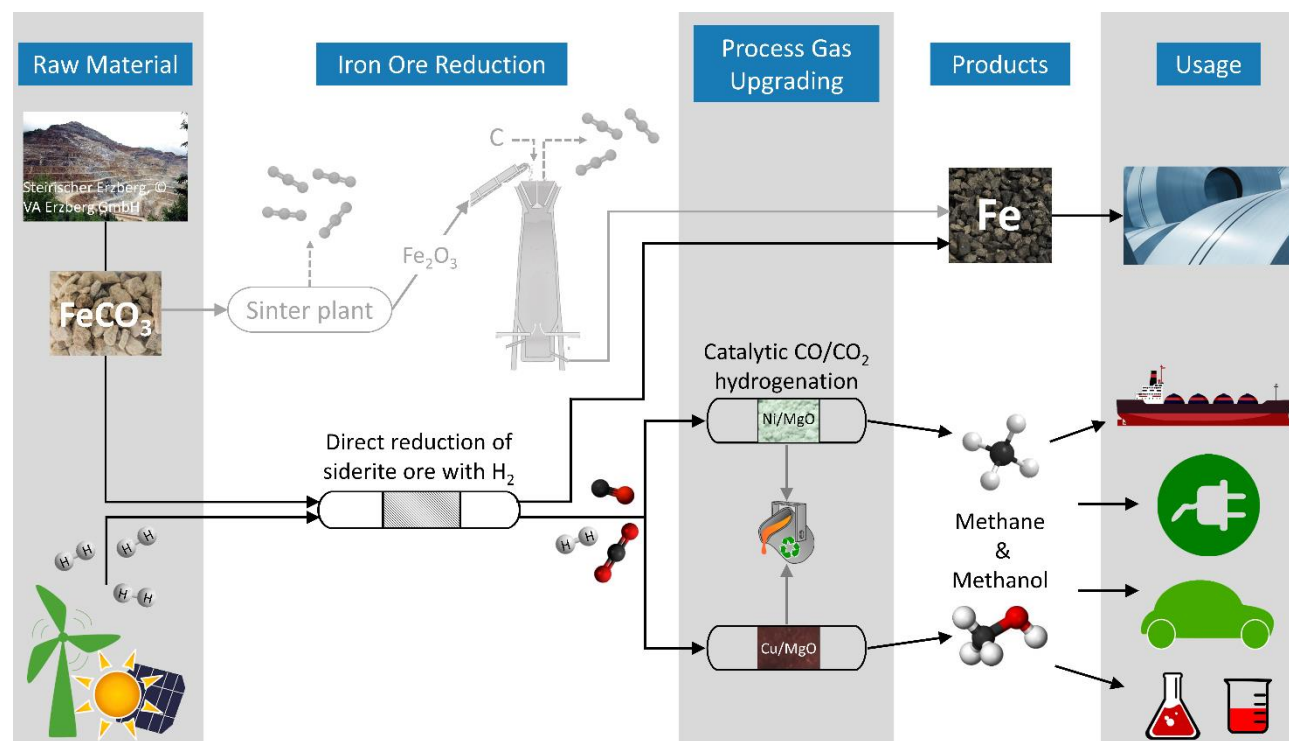 Raw Material
Iron Ore Reduction
Process Gas
Upgrading
Products
Usage
Steirischer Erzberg, ©
VA Erzberg GmbH
C
Fe₂O₃
Sinter plant
FeCO₃
Fe
Catalytic CO/CO₂
hydrogenation
Ni/MgO
Direct reduction of
siderite ore with H₂
H H
H H
H H
H H
Methane
&
Methanol
Cu/MgO